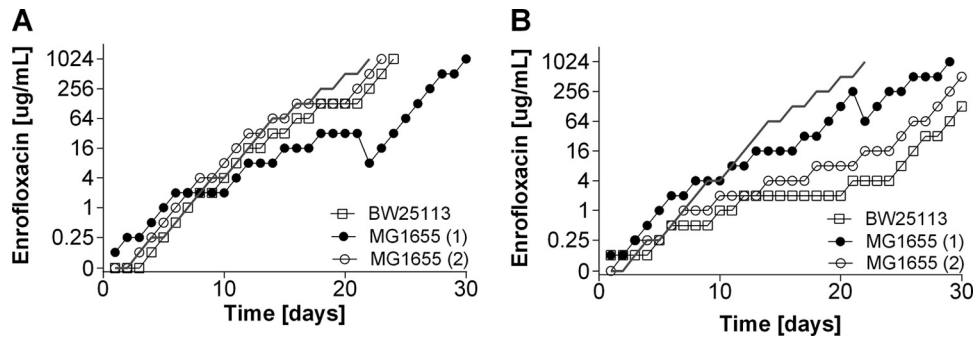 A
Enrofloxacin [ug/mL]
1024
256
64
16
4
1
0.25
0
BW25113
MG1655 (1)
MG1655 (2)
0
10
20
30
Time [days]
B
Enrofloxacin [ug/mL]
1024
256
64
16
4
1
0.25
0
BW25113
MG1655 (1)
MG1655 (2)
0
10
20
30
Time [days]